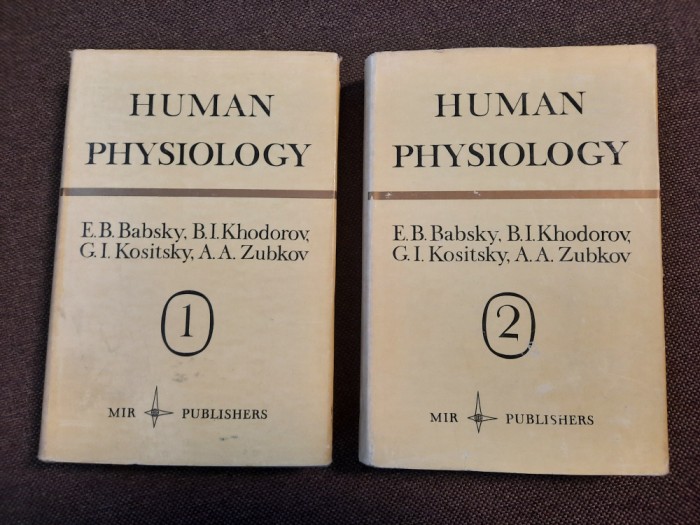 HUMAN
PHYSIOLOGY
E. B. Babsky, B. I. Khodorov,
G. I. Kositsky, A. A. Zubkov
1
MIR PUBLISHERS
HUMAN
PHYSIOLOGY
E. B. Babsky, B. I. Khodorov,
G. I. Kositsky, A. A. Zubkov
2
MIR PUBLISHERS